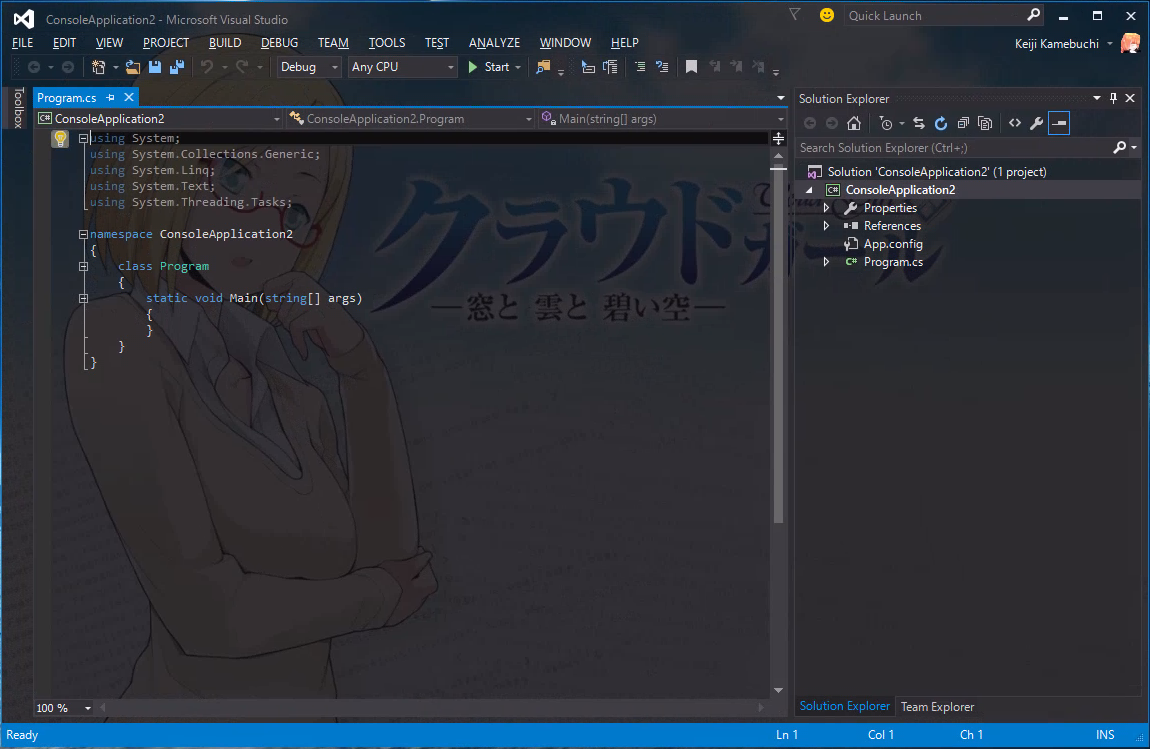 ConsoleApplication2 - Microsoft Visual Studio
Quick Launch
FILE EDIT VIEW PROJECT BUILD DEBUG TEAM TOOLS TEST ANALYZE WINDOW HELP
Keiji Kamebuchi
Debug Any CPU Start
Toolbox
Program.cs
ConsoleApplication2 ConsoleApplication2.Program Main(string[] args)
using System;
using System.Collections.Generic;
using System.Linq;
using System.Text;
using System.Threading.Tasks;
namespace ConsoleApplication2
{
class Program
{
static void Main(string[] args)
{
}
}
}
クラウドガール
―窓と 雲と 碧い空―
100 %
Solution Explorer
Search Solution Explorer (Ctrl+;)
Solution 'ConsoleApplication2' (1 project)
C# ConsoleApplication2
Properties
References
App.config
C# Program.cs
Solution Explorer Team Explorer
Ready Ln 1 Col 1 Ch 1 INS